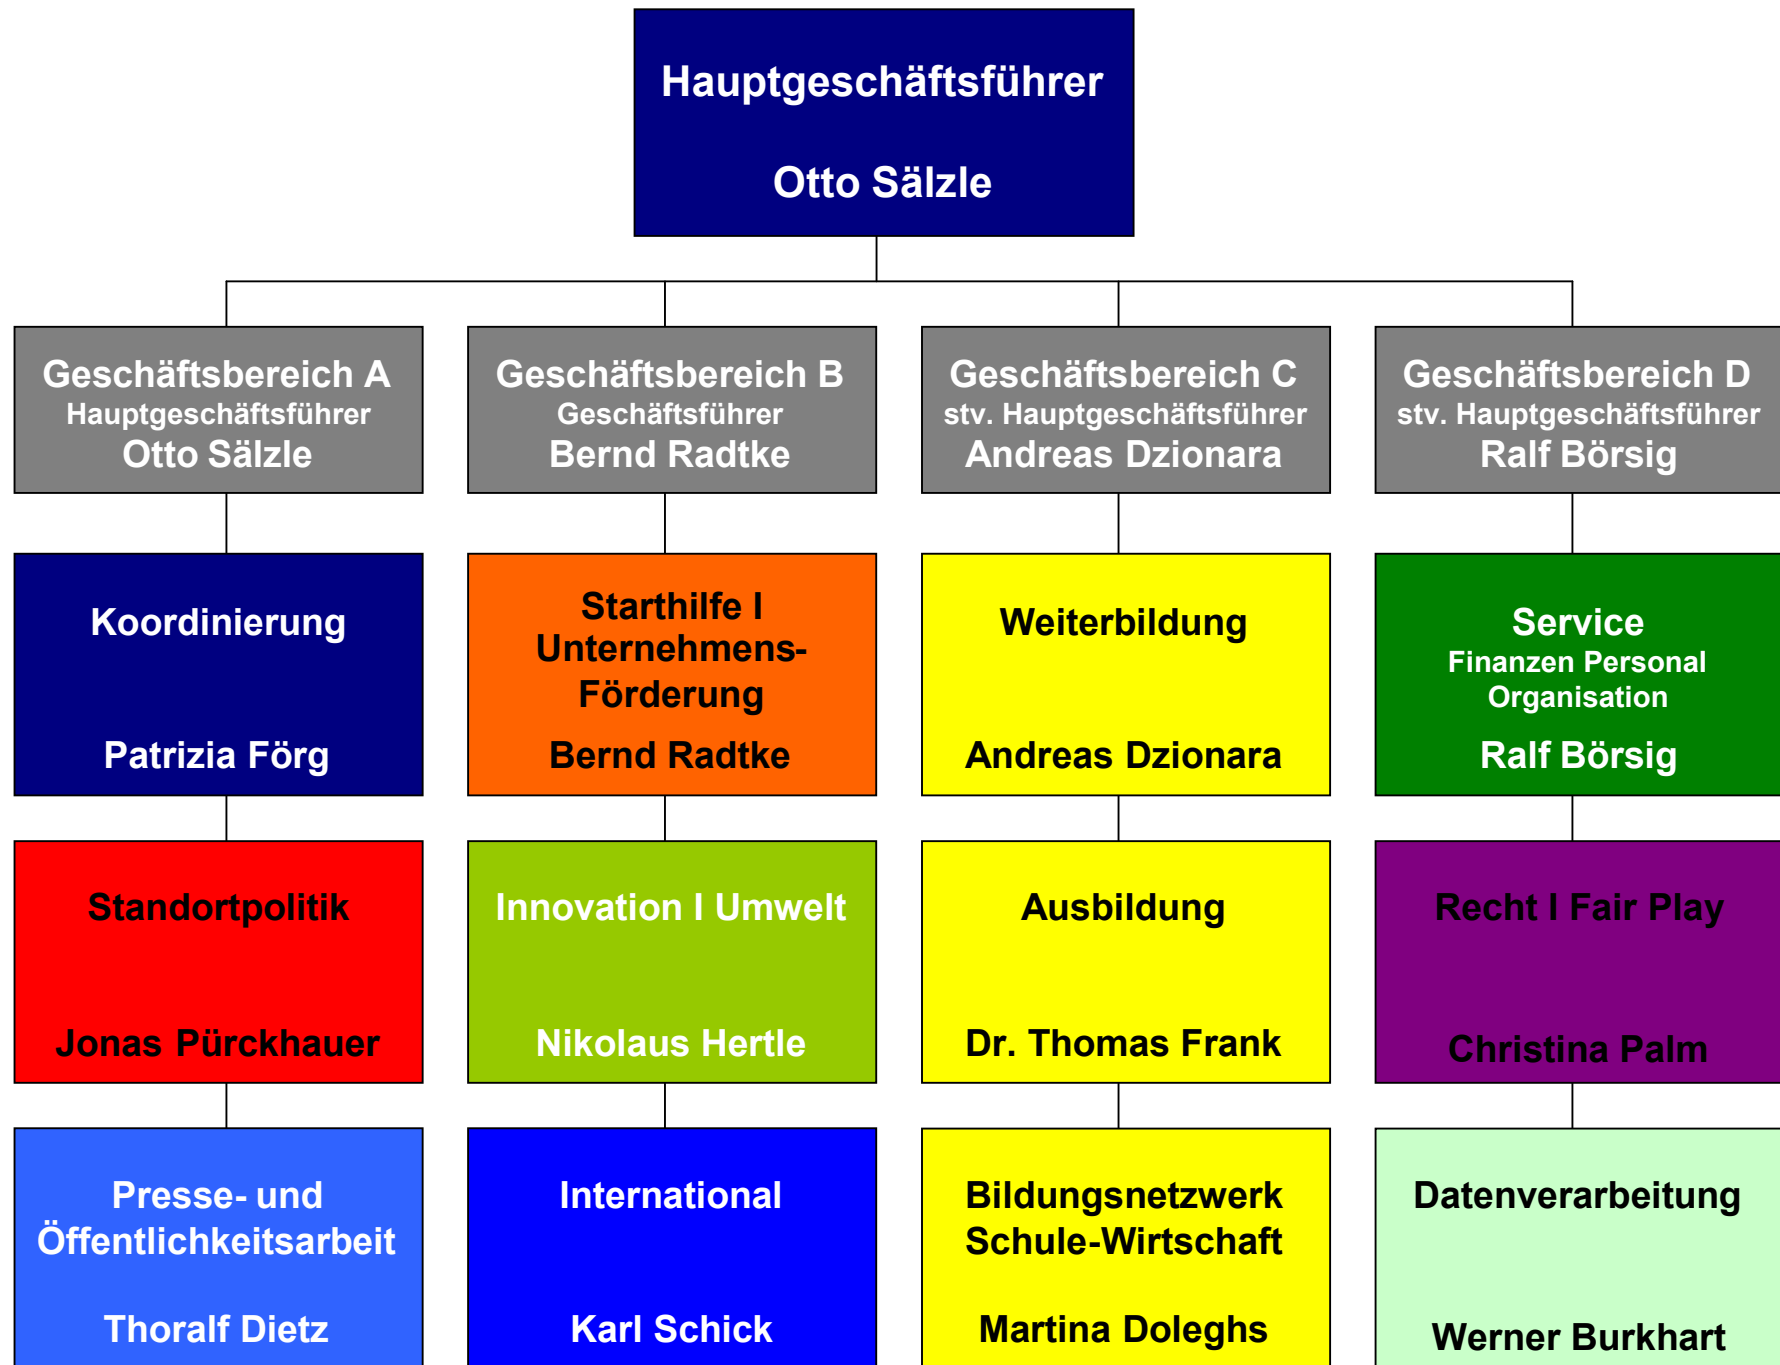 Hauptgeschäftsführer
Otto Sälzle
Geschäftsbereich A
Hauptgeschäftsführer
Otto Sälzle
Geschäftsbereich B
Geschäftsführer
Bernd Radtke
Geschäftsbereich C
stv. Hauptgeschäftsführer
Andreas Dzionara
Geschäftsbereich D
stv. Hauptgeschäftsführer
Ralf Börsig
Koordinierung
Patrizia Förg
Starthilfe I
Unternehmens-
Förderung
Bernd Radtke
Weiterbildung
Andreas Dzionara
Service
Finanzen Personal
Organisation
Ralf Börsig
Standortpolitik
Jonas Pürckhauer
Innovation I Umwelt
Nikolaus Hertle
Ausbildung
Dr. Thomas Frank
Recht I Fair Play
Christina Palm
Presse- und
Öffentlichkeitsarbeit
Thoralf Dietz
International
Karl Schick
Bildungsnetzwerk
Schule-Wirtschaft
Martina Doleghs
Datenverarbeitung
Werner Burkhart